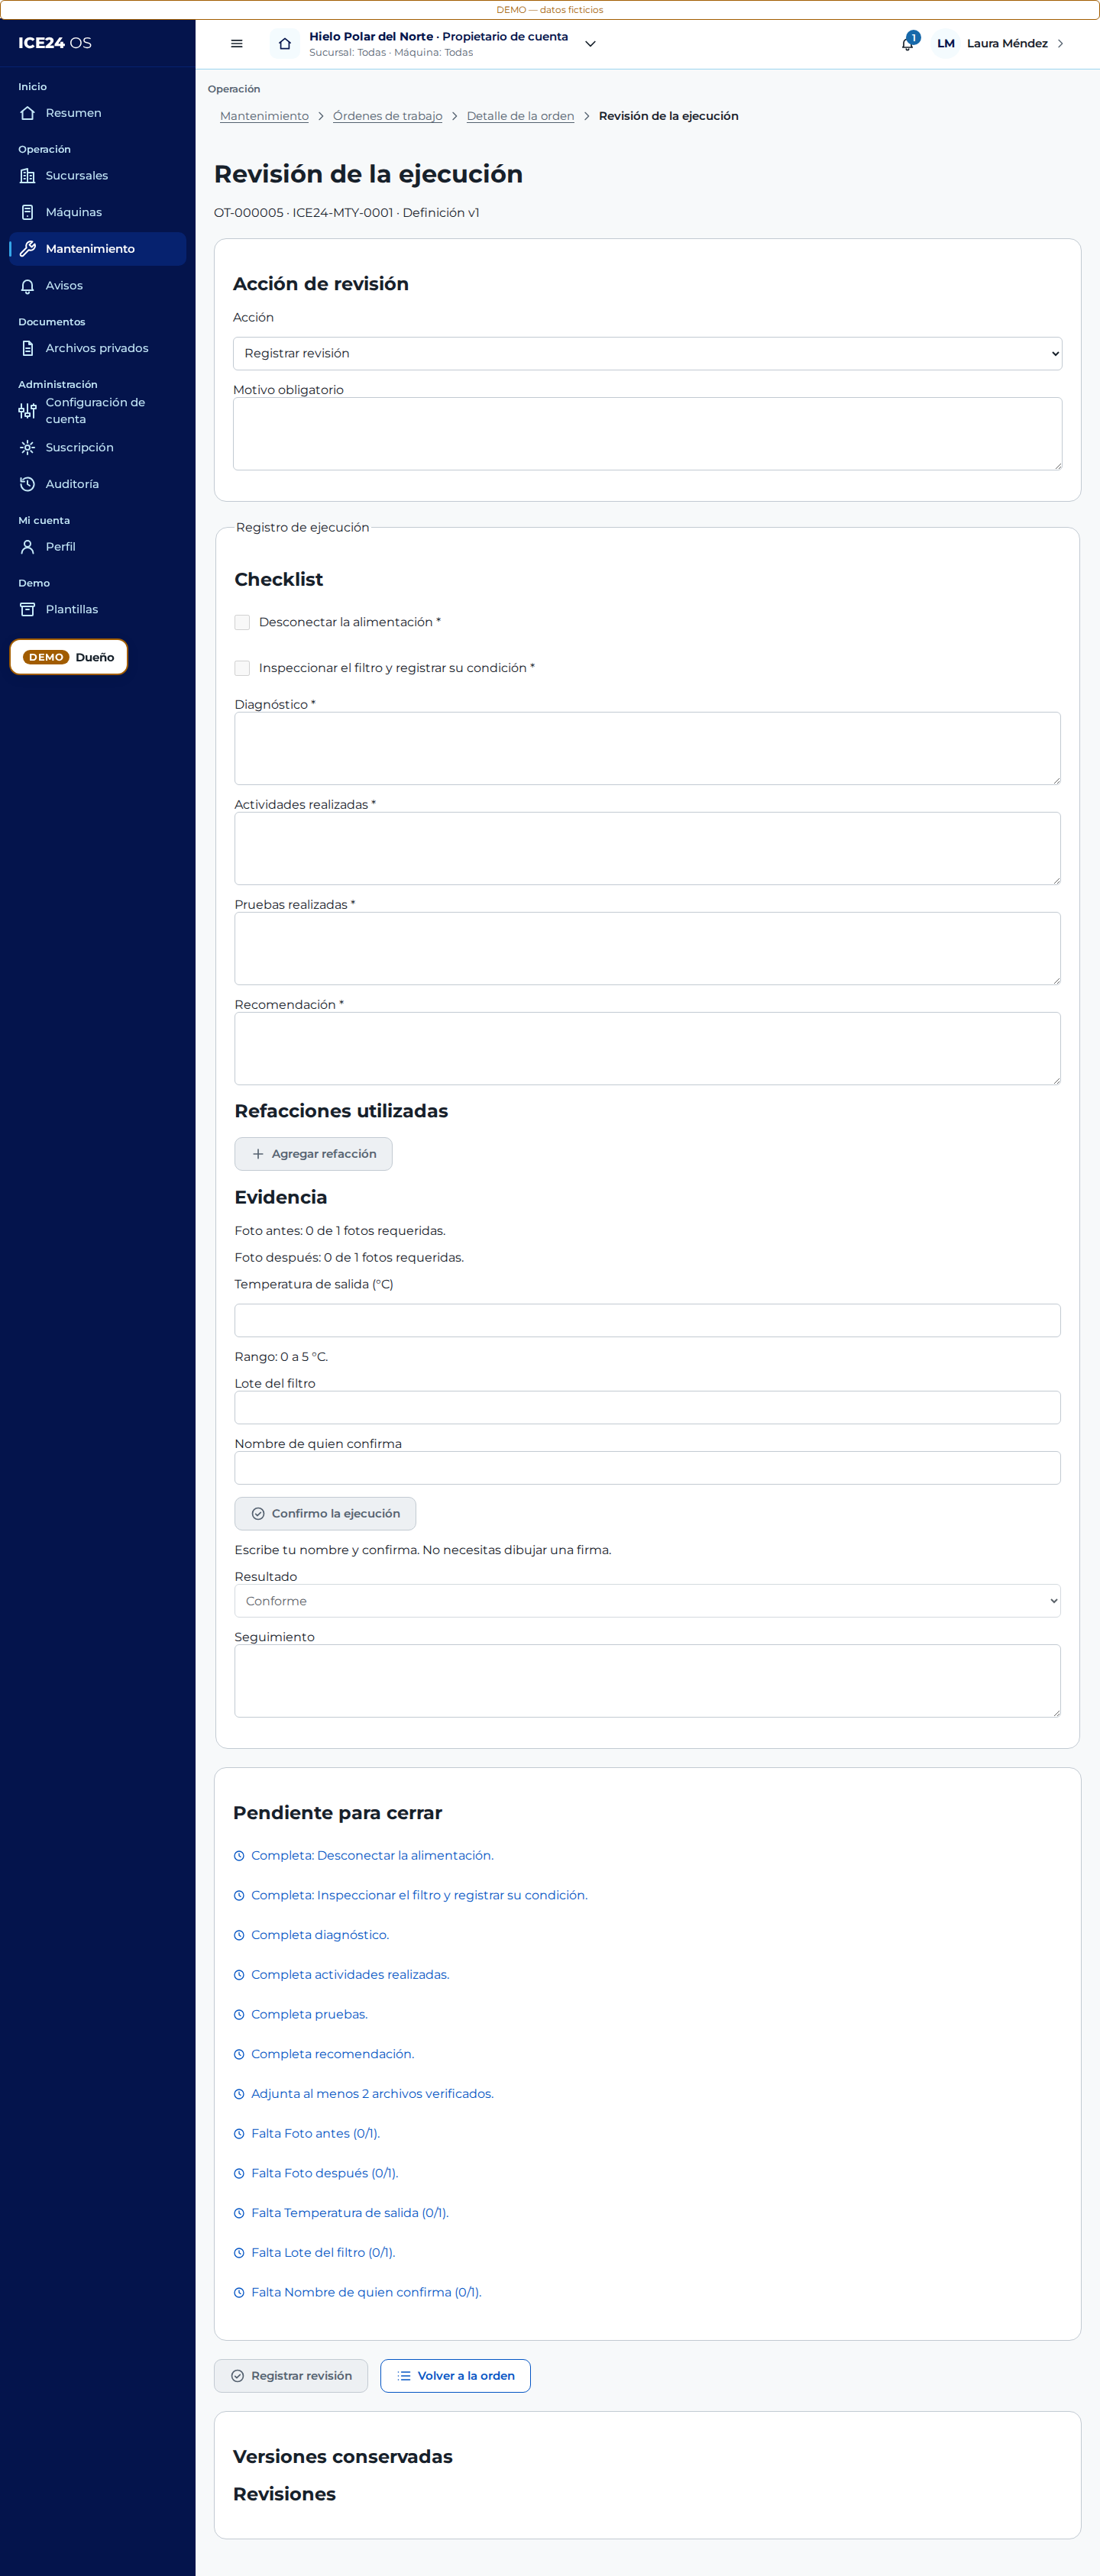 DEMO — datos ficticios
ICE24 OS
Inicio
Resumen
Operación
Sucursales
Máquinas
Mantenimiento
Avisos
Documentos
Archivos privados
Administración
Configuración de
cuenta
Suscripción
Auditoría
Mi cuenta
Perfil
Demo
Plantillas
DEMO Dueño
Hielo Polar del Norte · Propietario de cuenta
Sucursal: Todas · Máquina: Todas
1
LM Laura Méndez
Operación
Mantenimiento
Órdenes de trabajo
Detalle de la orden
Revisión de la ejecución
Revisión de la ejecución
OT-000005 · ICE24-MTY-0001 · Definición v1
Acción de revisión
Acción
Registrar revisión
Motivo obligatorio
Registro de ejecución
Checklist
Desconectar la alimentación *
Inspeccionar el filtro y registrar su condición *
Diagnóstico *
Actividades realizadas *
Pruebas realizadas *
Recomendación *
Refacciones utilizadas
Agregar refacción
Evidencia
Foto antes: 0 de 1 fotos requeridas.
Foto después: 0 de 1 fotos requeridas.
Temperatura de salida (°C)
Rango: 0 a 5 °C.
Lote del filtro
Nombre de quien confirma
Confirmo la ejecución
Escribe tu nombre y confirma. No necesitas dibujar una firma.
Resultado
Conforme
Seguimiento
Pendiente para cerrar
Completa: Desconectar la alimentación.
Completa: Inspeccionar el filtro y registrar su condición.
Completa diagnóstico.
Completa actividades realizadas.
Completa pruebas.
Completa recomendación.
Adjunta al menos 2 archivos verificados.
Falta Foto antes (0/1).
Falta Foto después (0/1).
Falta Temperatura de salida (0/1).
Falta Lote del filtro (0/1).
Falta Nombre de quien confirma (0/1).
Registrar revisión
Volver a la orden
Versiones conservadas
Revisiones